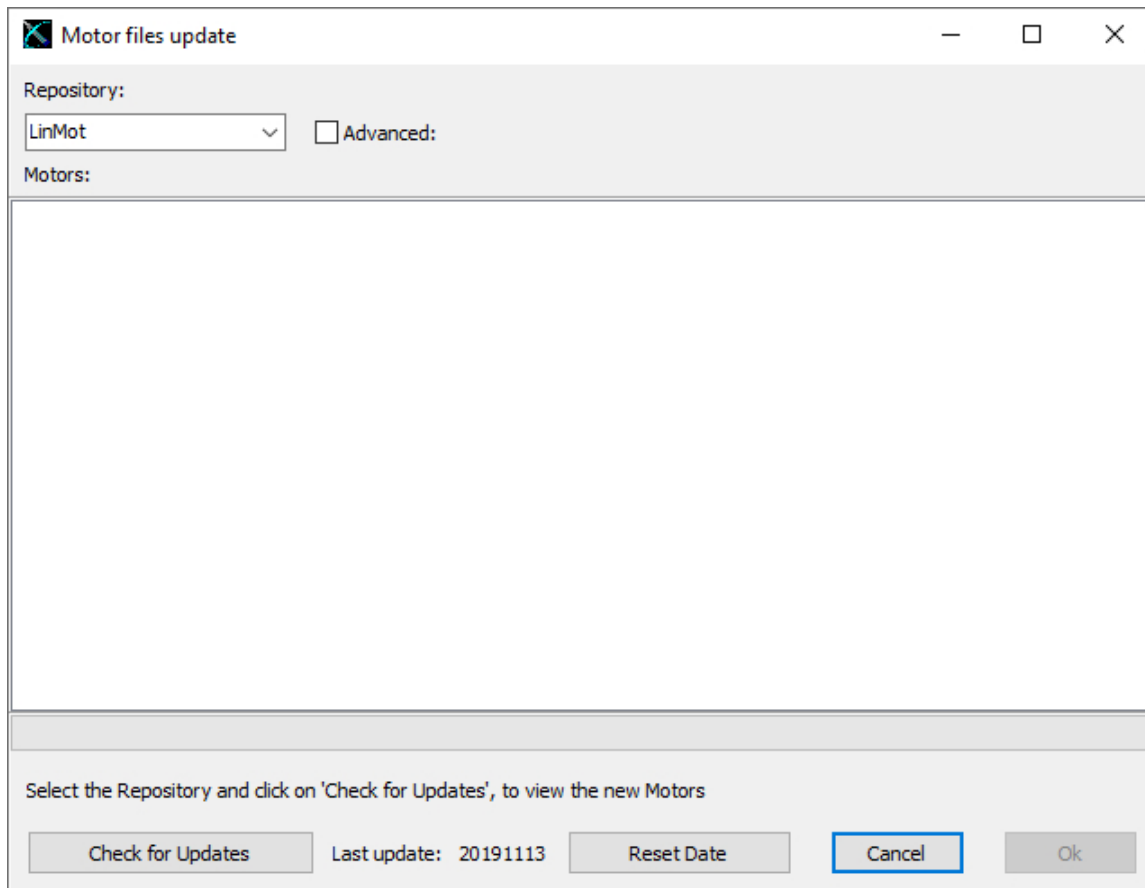 Motor files update
Repository:
LinMot
Advanced:
Motors:
Select the Repository and click on 'Check for Updates', to view the new Motors
Check for Updates Last update: 20191113 Reset Date Cancel Ok